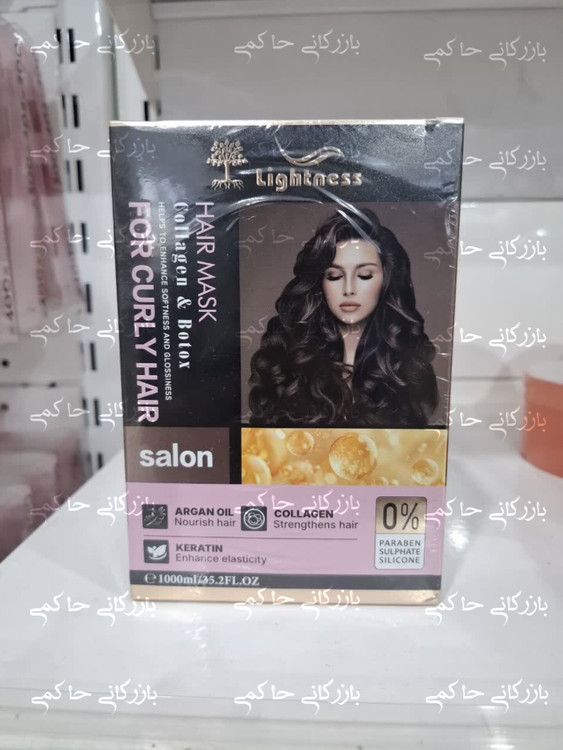 بازرگانی حاکمی
Lightness
HAIR MASK
Collagen & Botox
HELPS TO ENHANCE SOFTNESS AND GLOSSINESS
FOR CURLY HAIR
salon
ARGAN OIL
Nourish hair
COLLAGEN
Strengthens hair
KERATIN
Enhance elasticity
0%
PARABEN
SULPHATE
SILICONE
℮ 1000ml/35.2FL.OZ